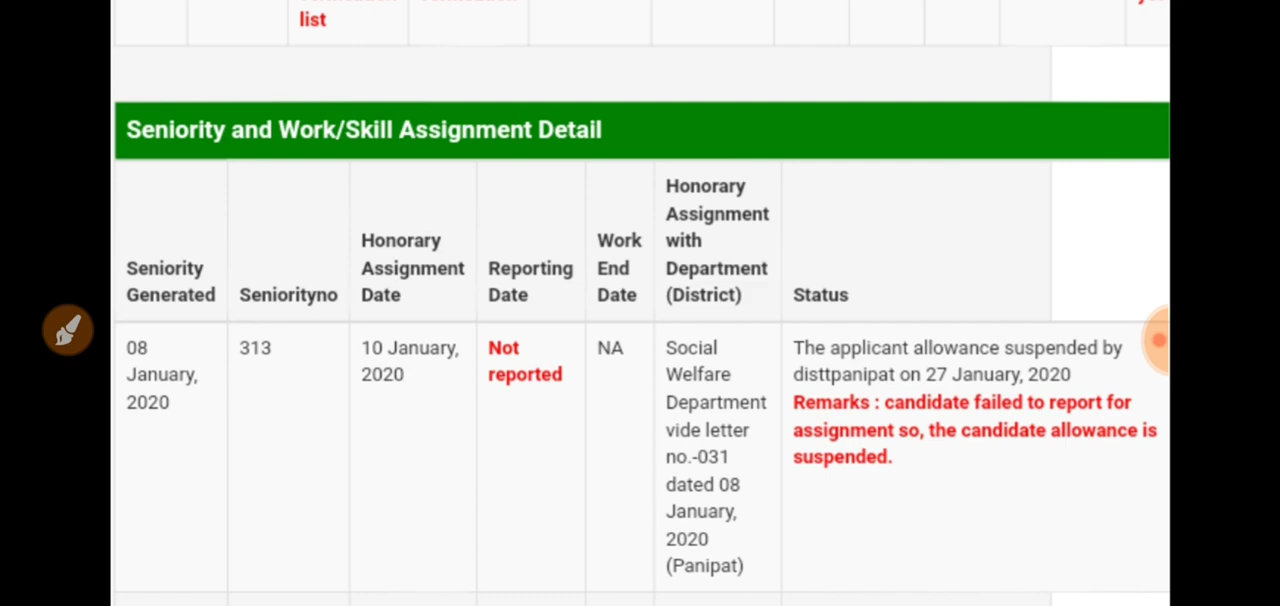 list
Seniority and Work/Skill Assignment Detail
Seniority
Generated
Seniorityno
Honorary
Assignment
Date
Reporting
Date
Work
End
Date
Honorary
Assignment
with
Department
(District)
Status
08
January,
2020
313
10 January,
2020
Not
reported
NA
Social
Welfare
Department
vide letter
no.-031
dated 08
January,
2020
(Panipat)
The applicant allowance suspended by
disttpanipat on 27 January, 2020
Remarks : candidate failed to report for
assignment so, the candidate allowance is
suspended.